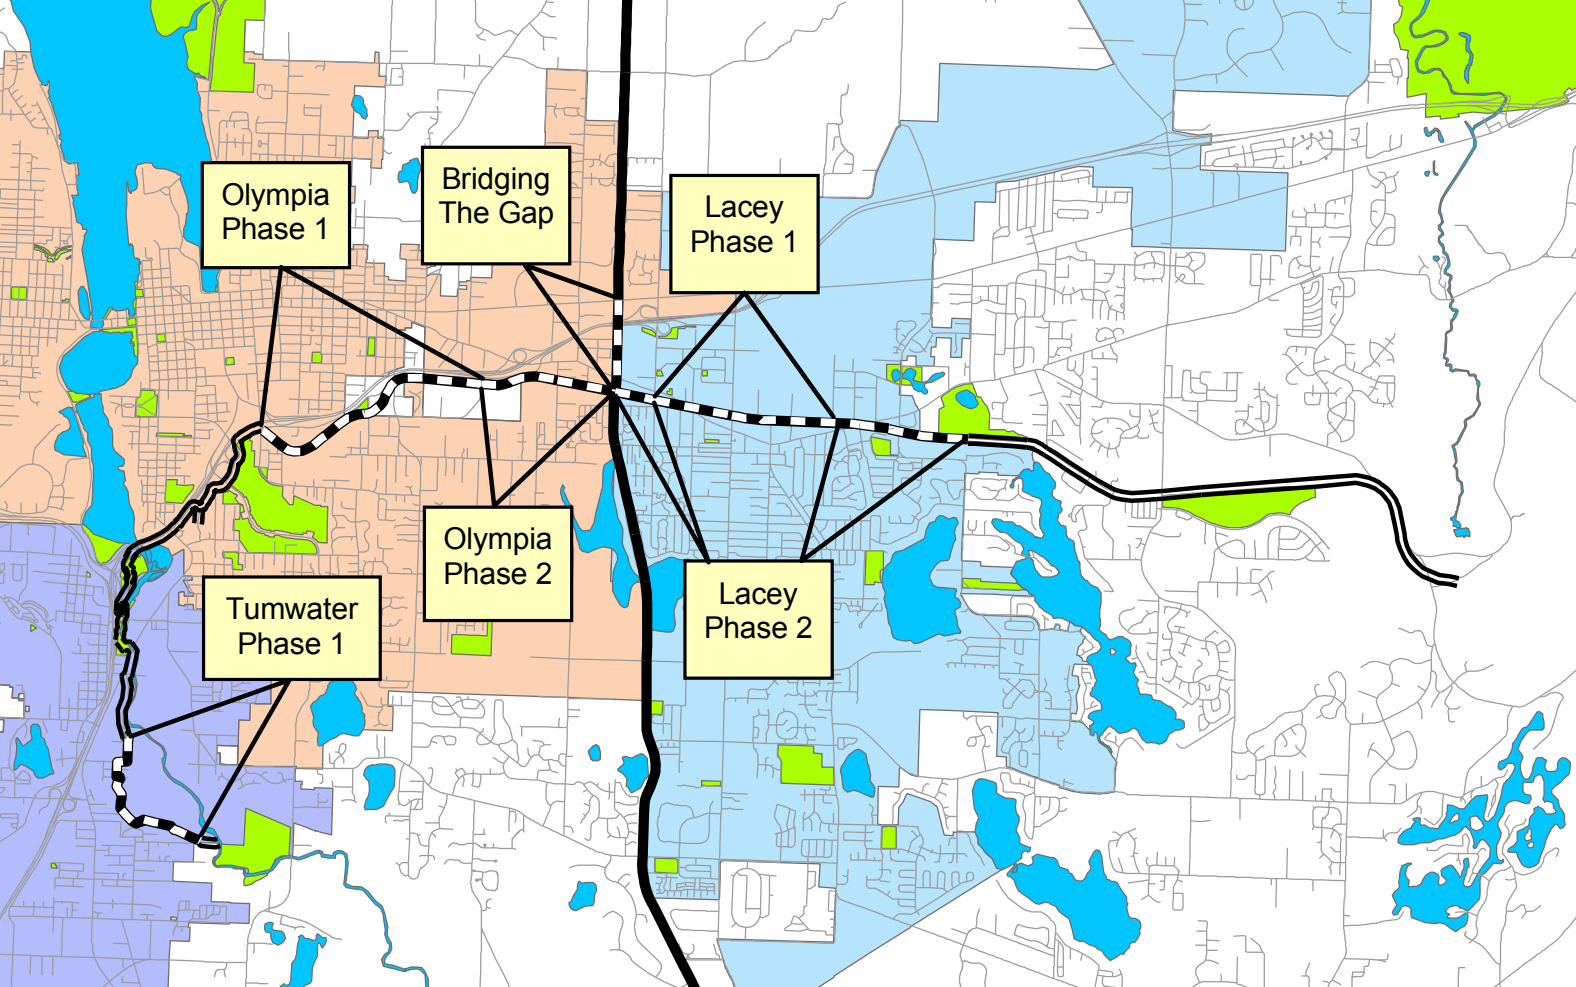 Olympia
Phase 1
Bridging
The Gap
Lacey
Phase 1
Olympia
Phase 2
Lacey
Phase 2
Tumwater
Phase 1